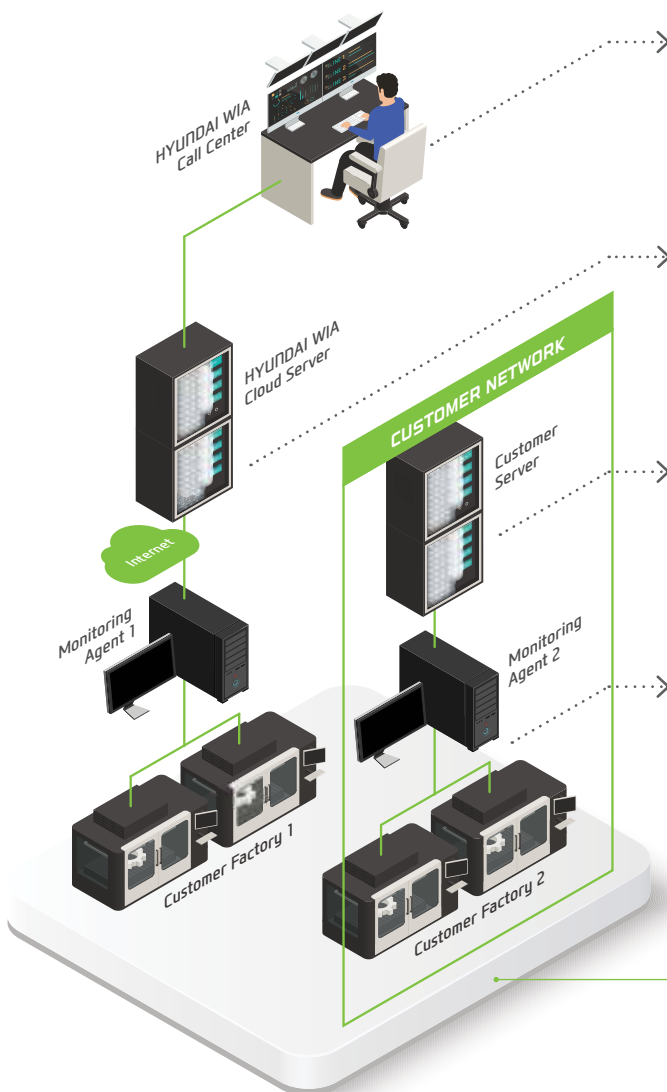 HYUNDAI WIA
Call Center
HYUNDAI WIA
Cloud Server
CUSTOMER NETWORK
Customer
Server
Internet
Monitoring
Agent 1
Monitoring
Agent 2
Customer Factory 1
Customer Factory 2